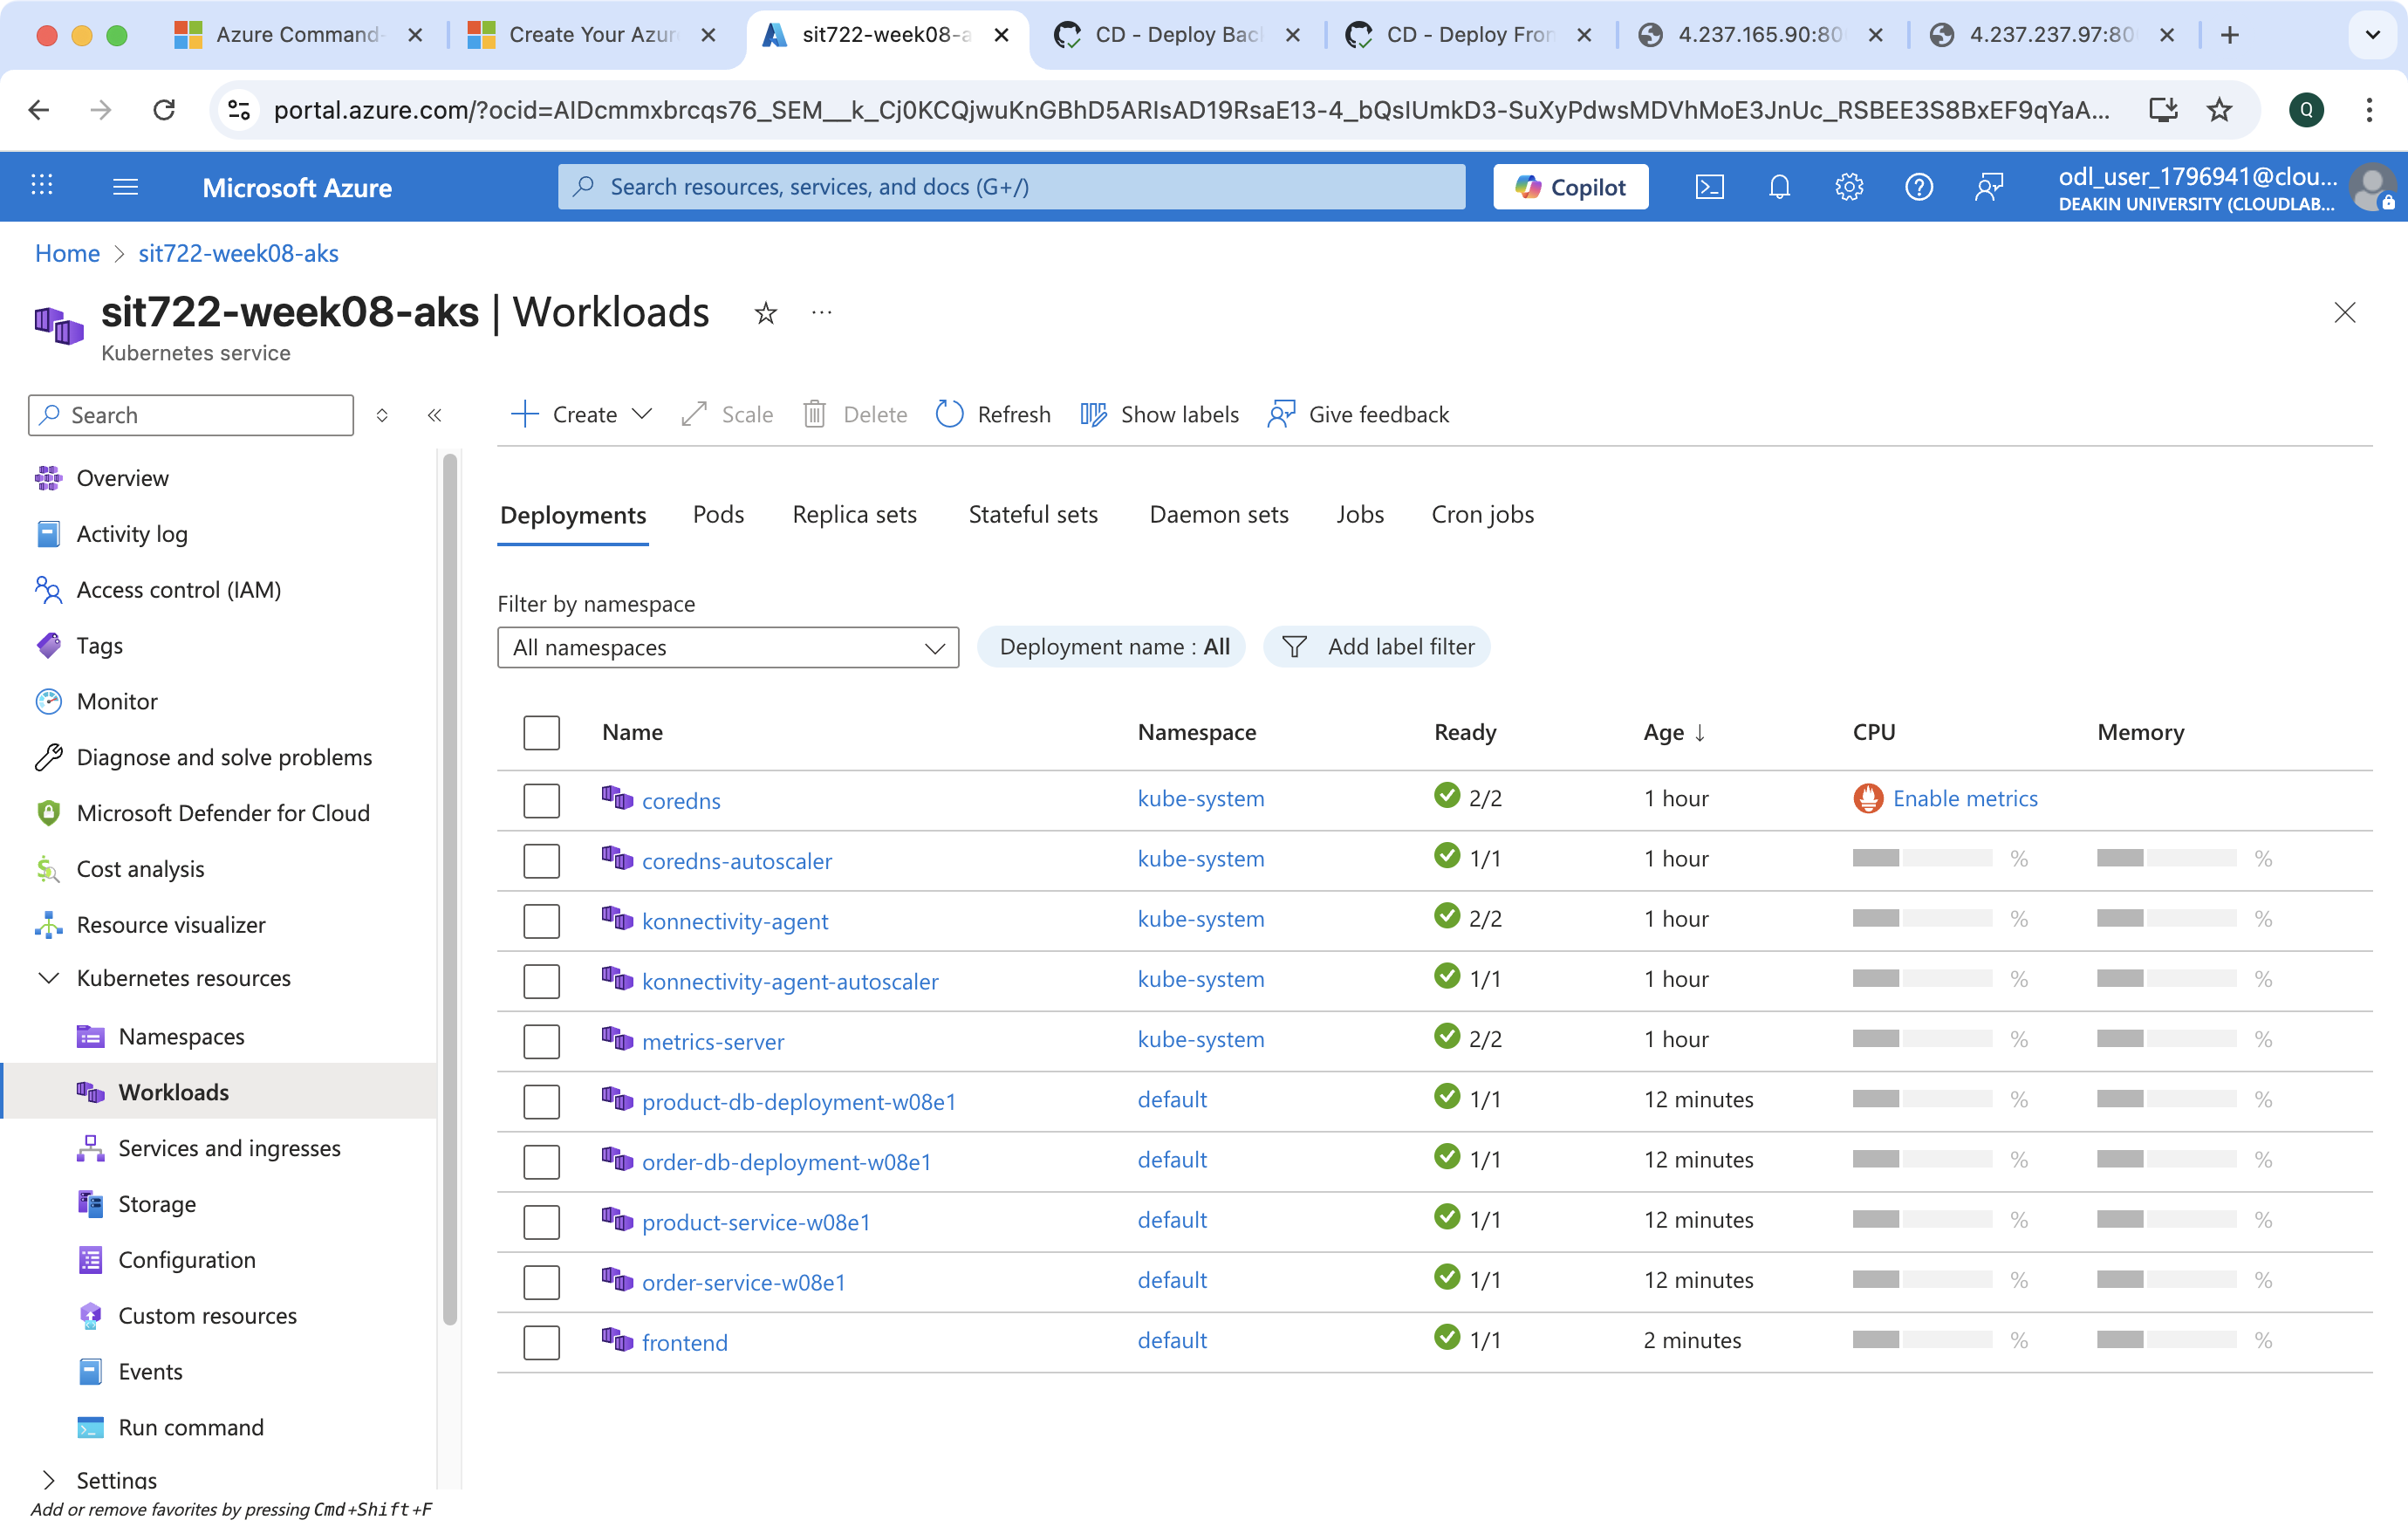 Azure Command-
Create Your Azur
sit722-week08-a
CD - Deploy Bac
CD - Deploy Fron
4.237.165.90:80
4.237.237.97:80
portal.azure.com/?ocid=AIDcmmxbrcqs76_SEM__k_Cj0KCQjwuKnGBhD5ARIsAD19RsaE13-4_bQsIUmkD3-SuXyPdwsMDVhMoE3JnUc_RSBEE3S8BxEF9qYaA...
Q
Microsoft Azure
Search resources, services, and docs (G+/)
Copilot
odl_user_1796941@clou...
DEAKIN UNIVERSITY (CLOUDLAB...
Home > sit722-week08-aks
sit722-week08-aks | Workloads
Kubernetes service
Search
Create
Scale
Delete
Refresh
Show labels
Give feedback
Overview
Activity log
Access control (IAM)
Tags
Monitor
Diagnose and solve problems
Microsoft Defender for Cloud
Cost analysis
Resource visualizer
Kubernetes resources
Namespaces
Workloads
Services and ingresses
Storage
Configuration
Custom resources
Events
Run command
Settings
Add or remove favorites by pressing Cmd+Shift+F
Deployments Pods Replica sets Stateful sets Daemon sets Jobs Cron jobs
Filter by namespace
All namespaces
Deployment name : All
Add label filter
Name Namespace Ready Age ↓ CPU Memory
coredns kube-system 2/2 1 hour Enable metrics
coredns-autoscaler kube-system 1/1 1 hour % %
konnectivity-agent kube-system 2/2 1 hour % %
konnectivity-agent-autoscaler kube-system 1/1 1 hour % %
metrics-server kube-system 2/2 1 hour % %
product-db-deployment-w08e1 default 1/1 12 minutes % %
order-db-deployment-w08e1 default 1/1 12 minutes % %
product-service-w08e1 default 1/1 12 minutes % %
order-service-w08e1 default 1/1 12 minutes % %
frontend default 1/1 2 minutes % %